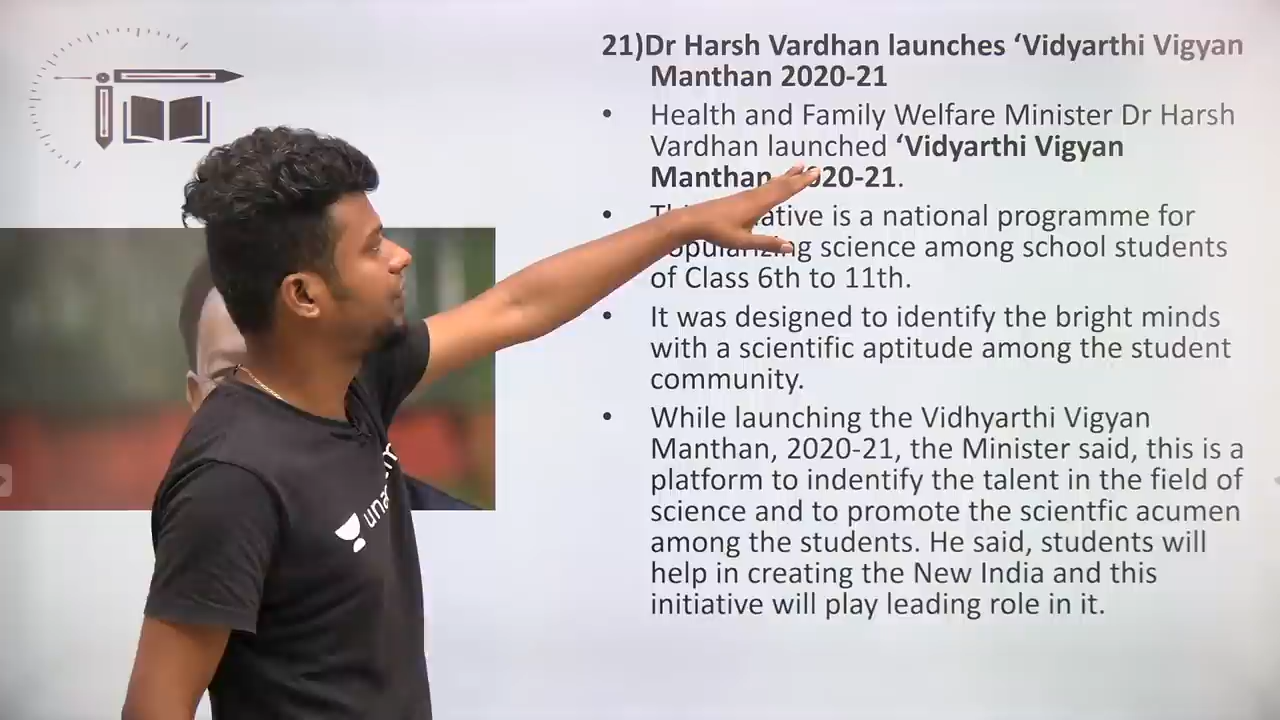 21)Dr Harsh Vardhan launches ‘Vidyarthi Vigyan
Manthan 2020-21
• Health and Family Welfare Minister Dr Harsh
Vardhan launched ‘Vidyarthi Vigyan
Manthan 2020-21.
• is a national programme for
science among school students
of Class 6th to 11th.
• It was designed to identify the bright minds
with a scientific aptitude among the student
community.
• While launching the Vidhyarthi Vigyan
Manthan, 2020-21, the Minister said, this is a
platform to indentify the talent in the field of
science and to promote the scientfic acumen
among the students. He said, students will
help in creating the New India and this
initiative will play leading role in it.